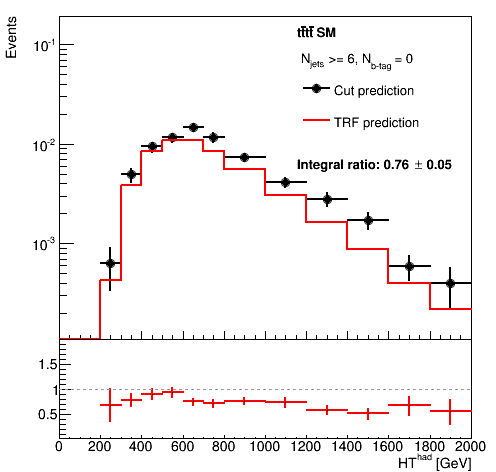 Events
10⁻¹
10⁻²
10⁻³
tt̄tt̄ SM
N_jets >= 6, N_b-tag = 0
Cut prediction
TRF prediction
Integral ratio: 0.76 ± 0.05
1.5
1
0.5
0 200 400 600 800 1000 1200 1400 1600 1800 2000
HT^had [GeV]